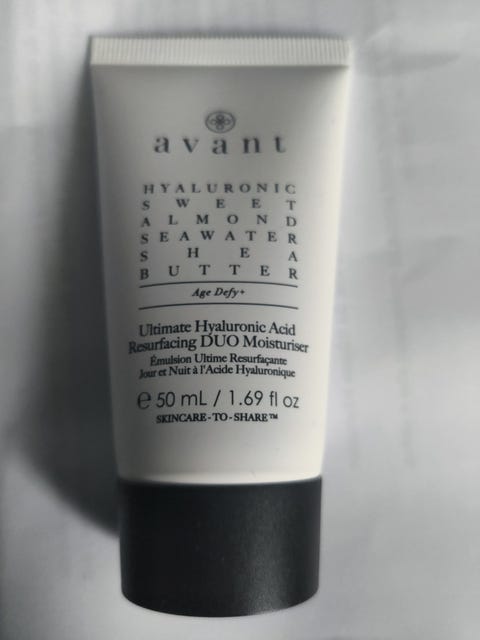 avant
HYALURONIC
SWEET
ALMOND
SEAWATER
SHEA
BUTTER
Age Defy+
Ultimate Hyaluronic Acid
Resurfacing DUO Moisturiser
Émulsion Ultime Resurfaçante
Jour et Nuit à l'Acide Hyaluronique
℮ 50 mL / 1.69 fl oz
SKINCARE-TO-SHARE™